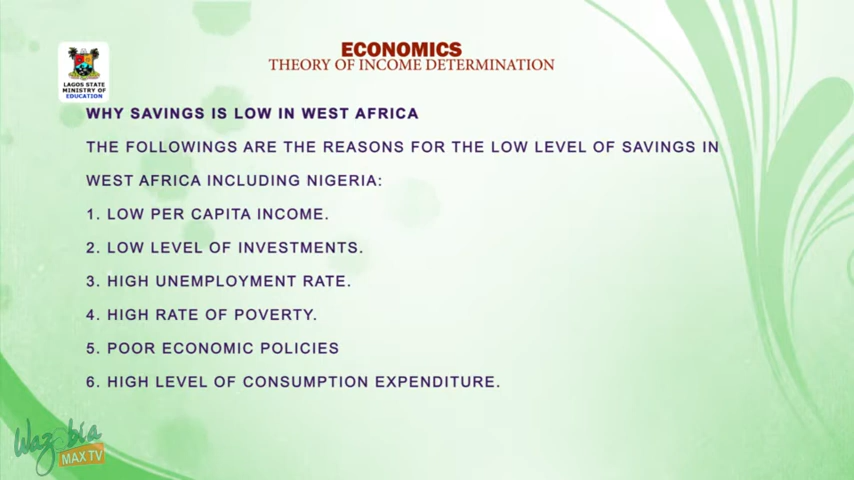 ECONOMICS
THEORY OF INCOME DETERMINATION
LAGOS STATE
MINISTRY OF
EDUCATION
WHY SAVINGS IS LOW IN WEST AFRICA
THE FOLLOWINGS ARE THE REASONS FOR THE LOW LEVEL OF SAVINGS IN
WEST AFRICA INCLUDING NIGERIA:
1. LOW PER CAPITA INCOME.
2. LOW LEVEL OF INVESTMENTS.
3. HIGH UNEMPLOYMENT RATE.
4. HIGH RATE OF POVERTY.
5. POOR ECONOMIC POLICIES
6. HIGH LEVEL OF CONSUMPTION EXPENDITURE.
Wazobia
MAX TV